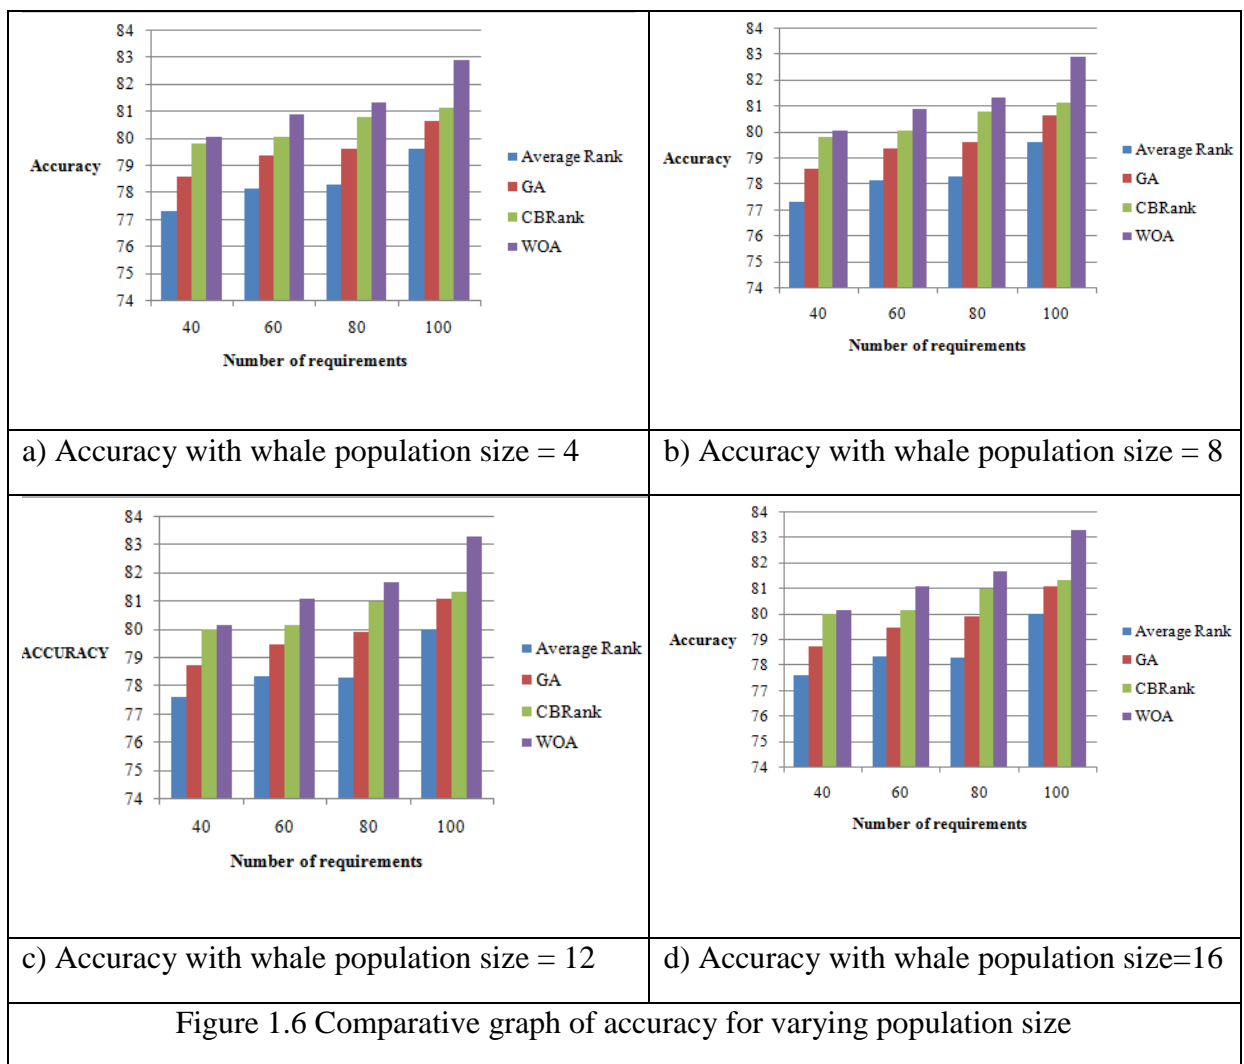 84
83
82
81
80
79
78
77
76
75
74
Accuracy
40 60 80 100
Number of requirements
Average Rank
GA
CBRank
WOA
84
83
82
81
80
79
78
77
76
75
74
Accuracy
40 60 80 100
Number of requirements
Average Rank
GA
CBRank
WOA
a) Accuracy with whale population size = 4
b) Accuracy with whale population size = 8
84
83
82
81
80
79
78
77
76
75
74
ACCURACY
40 60 80 100
Number of requirements
Average Rank
GA
CBRank
WOA
84
83
82
81
80
79
78
77
76
75
74
Accuracy
40 60 80 100
Number of requirements
Average Rank
GA
CBRank
WOA
c) Accuracy with whale population size = 12
d) Accuracy with whale population size=16
Figure 1.6 Comparative graph of accuracy for varying population size